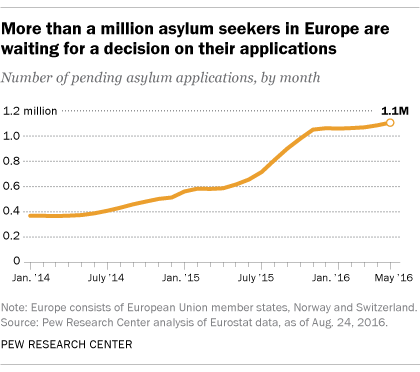 More than a million asylum seekers in Europe are
waiting for a decision on their applications
Number of pending asylum applications, by month
1.2 million
1.1M
1.0
0.8
0.6
0.4
0.2
0
Jan. '14
July '14
Jan. '15
July '15
Jan. '16
May '16
Note: Europe consists of European Union member states, Norway and Switzerland.
Source: Pew Research Center analysis of Eurostat data, as of Aug. 24, 2016.
PEW RESEARCH CENTER